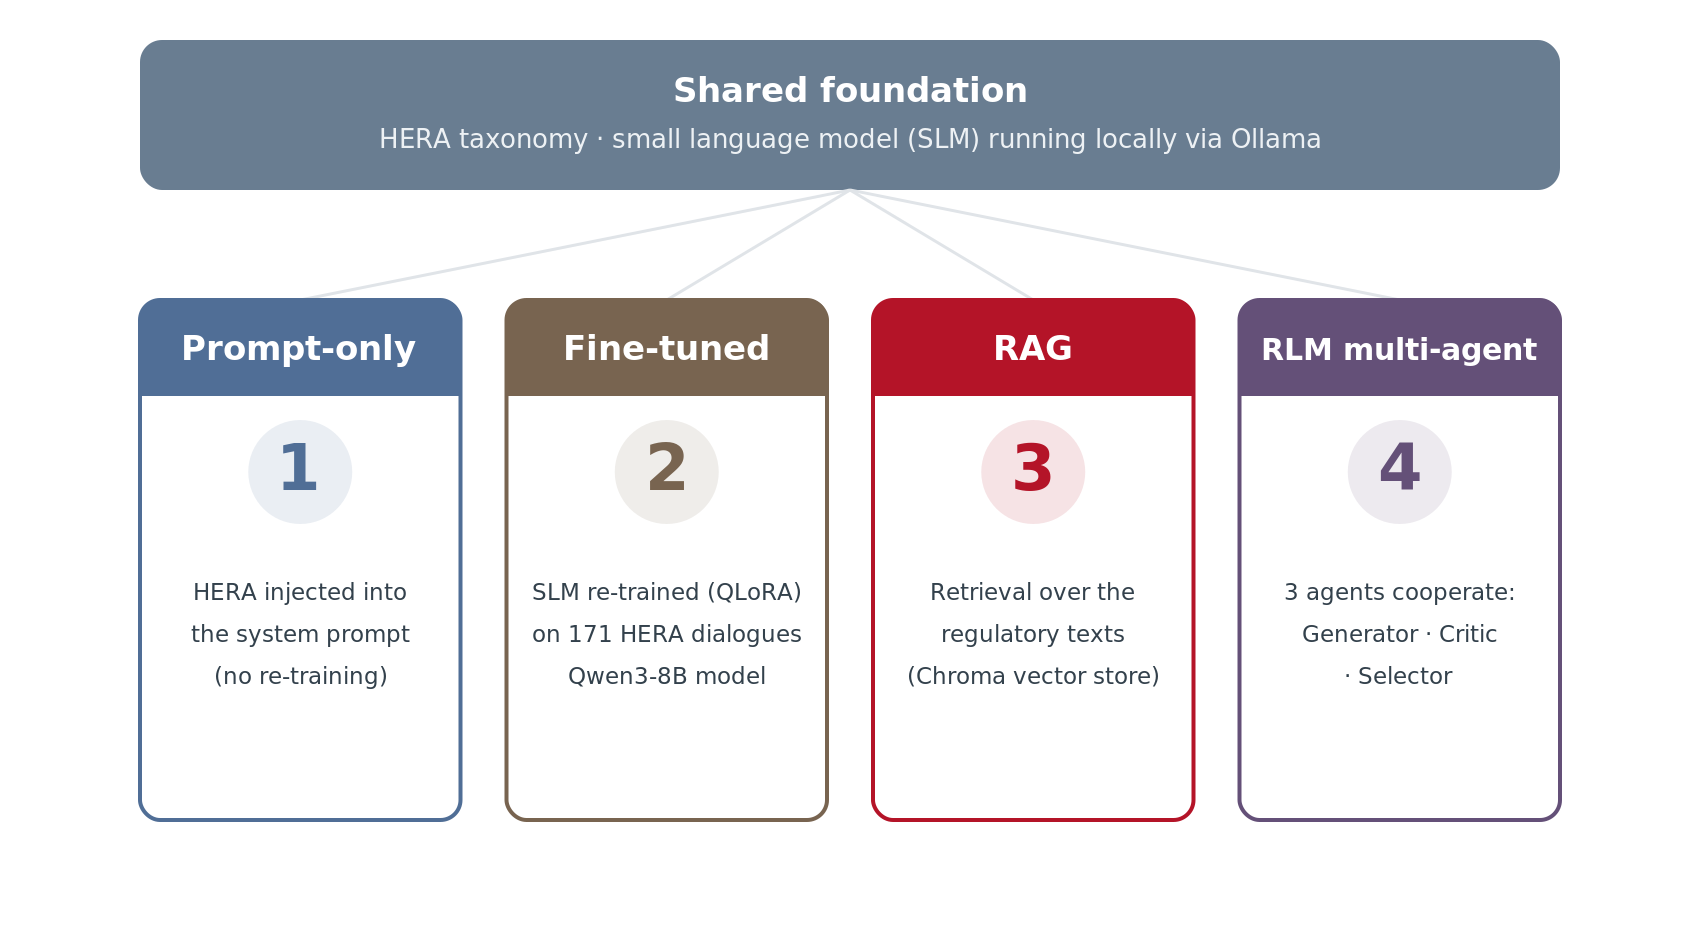 Shared foundation
HERA taxonomy · small language model (SLM) running locally via Ollama
Prompt-only
1
HERA injected into
the system prompt
(no re-training)
Fine-tuned
2
SLM re-trained (QLoRA)
on 171 HERA dialogues
Qwen3-8B model
RAG
3
Retrieval over the
regulatory texts
(Chroma vector store)
RLM multi-agent
4
3 agents cooperate:
Generator · Critic
· Selector